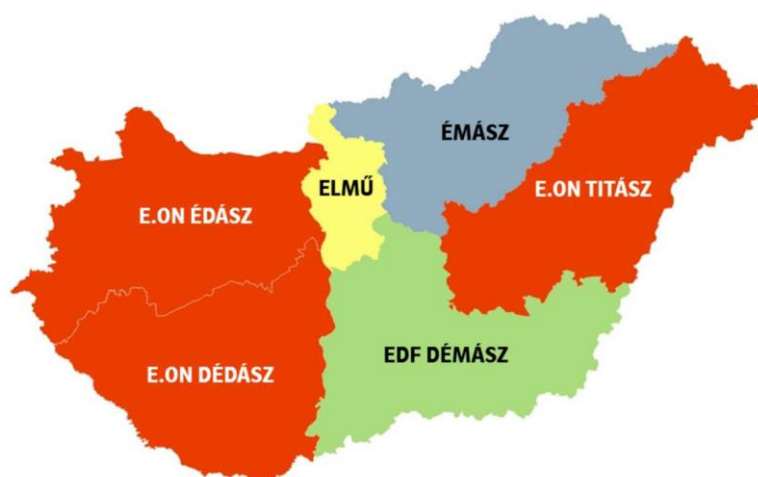 ÉMÁSZ
ELMŰ
E.ON TITÁSZ
E.ON ÉDÁSZ
EDF DÉMÁSZ
E.ON DÉDÁSZ